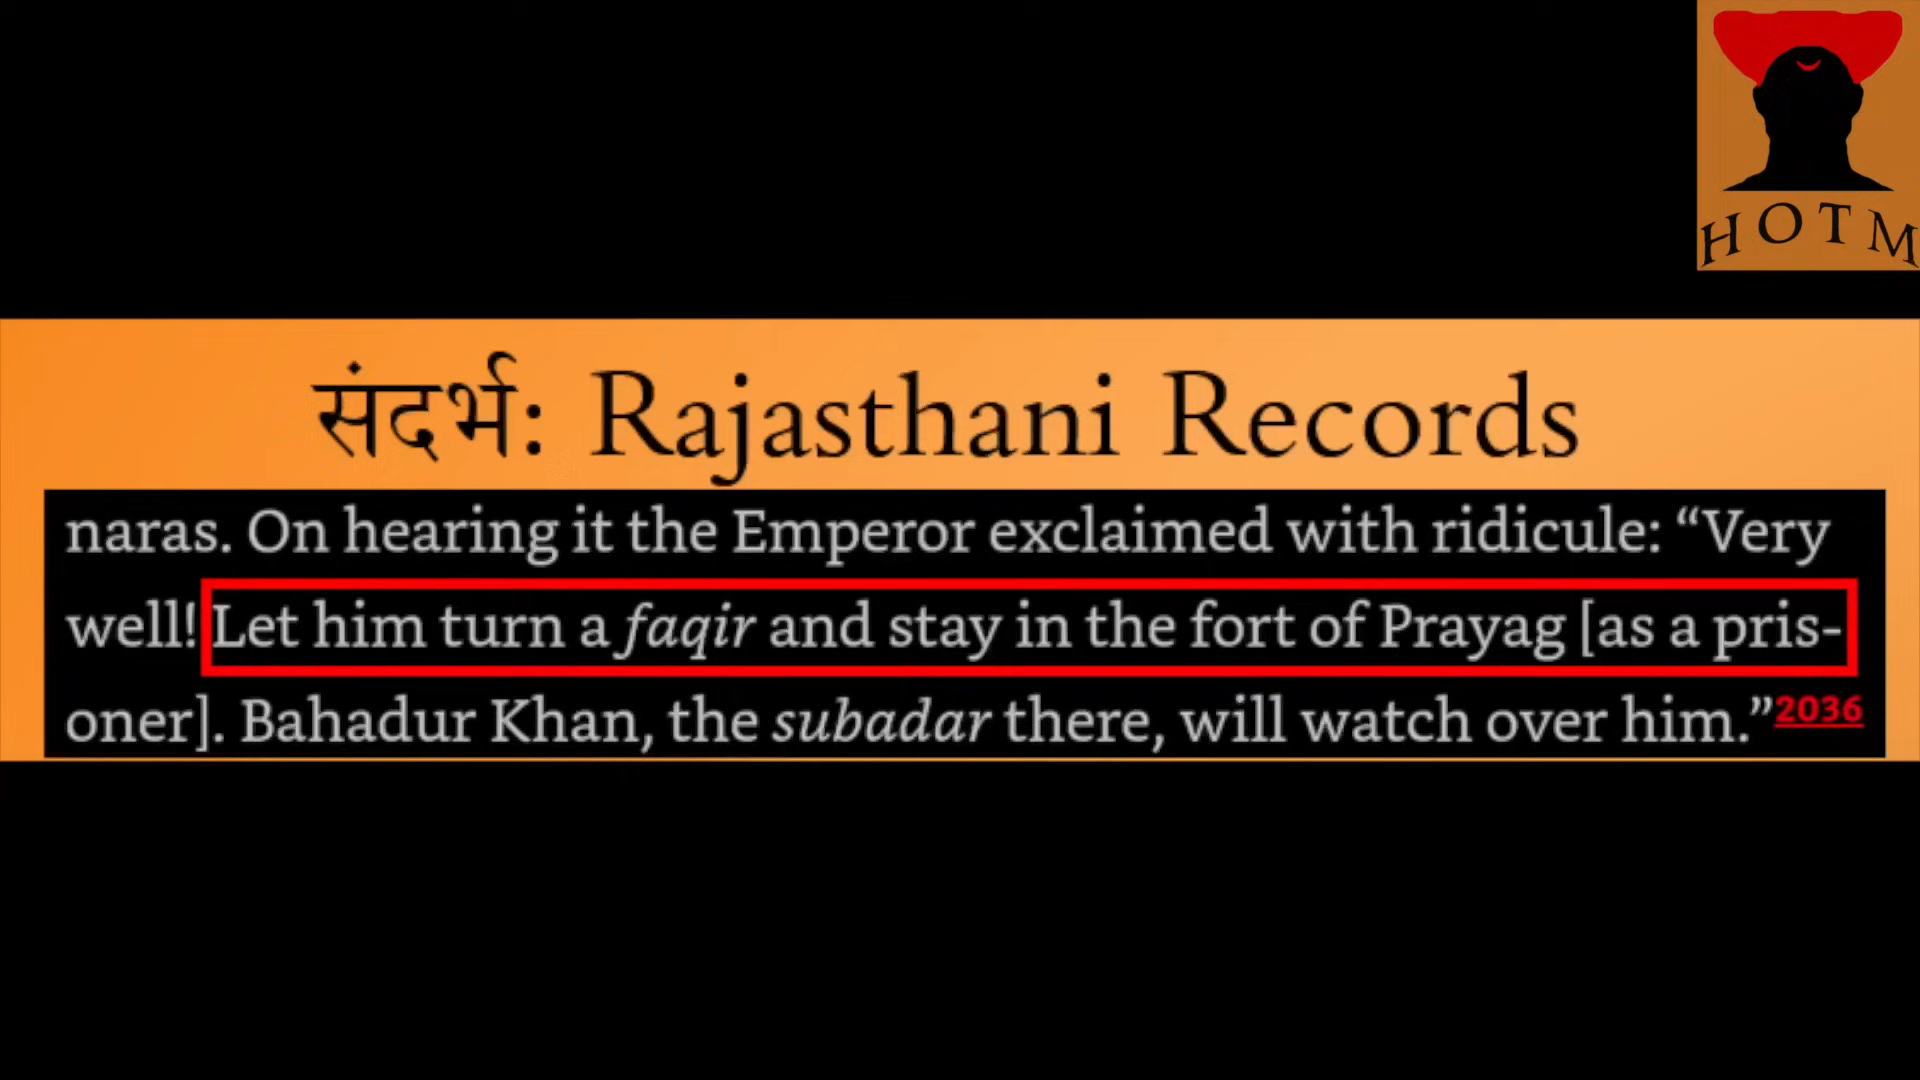 HOTM
संदर्भ: Rajasthani Records
naras. On hearing it the Emperor exclaimed with ridicule: “Very
well! Let him turn a faqir and stay in the fort of Prayag [as a pris-
oner]. Bahadur Khan, the subadar there, will watch over him.”2036